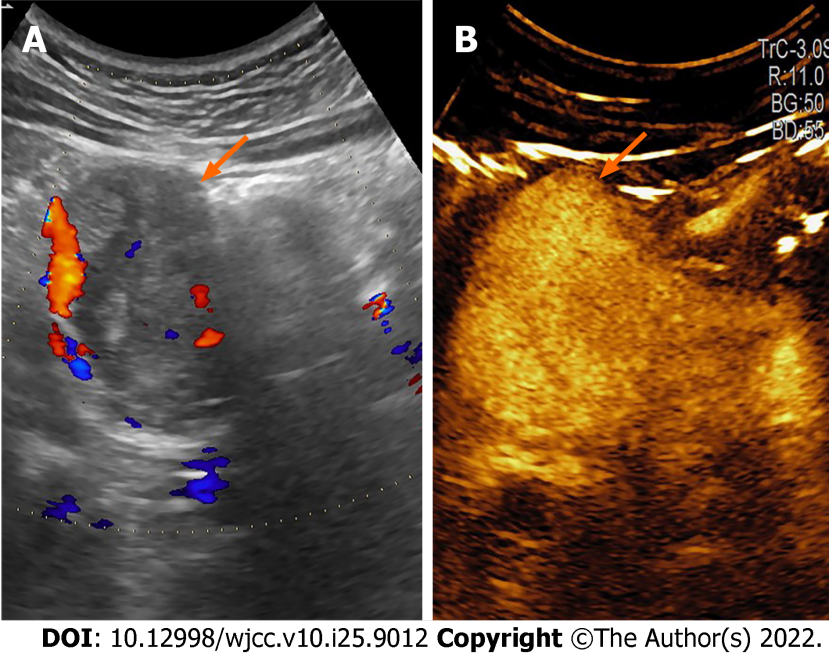 A
B
TrC-3.0S
R:11.0
BG:50
BD:55
DOI: 10.12998/wjcc.v10.i25.9012 Copyright ©The Author(s) 2022.